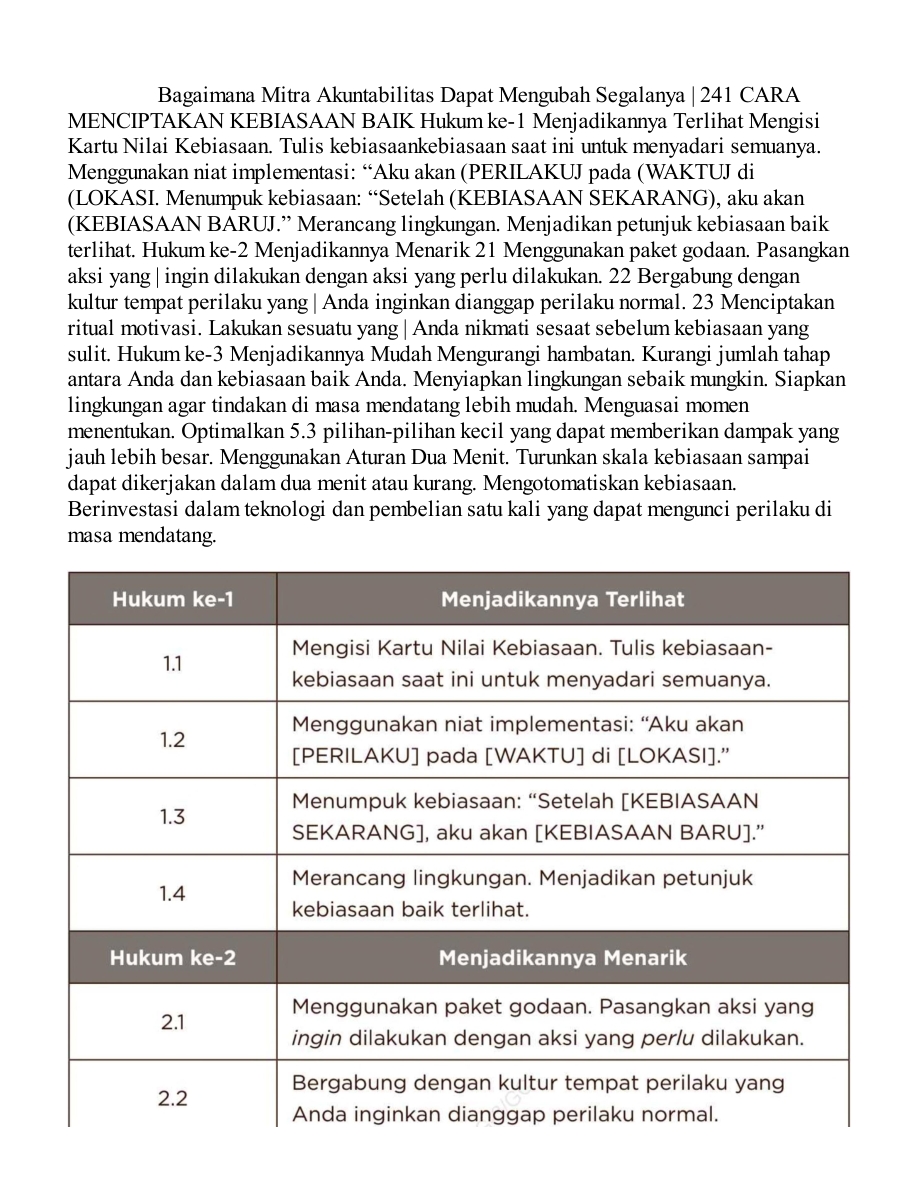 Bagaimana Mitra Akuntabilitas Dapat Mengubah Segalanya | 241 CARA
MENCIPTAKAN KEBIASAAN BAIK Hukum ke-1 Menjadikannya Terlihat Mengisi
Kartu Nilai Kebiasaan. Tulis kebiasaankebiasaan saat ini untuk menyadari semuanya.
Menggunakan niat implementasi: “Aku akan (PERILAKUJ pada (WAKTUJ di
(LOKASI. Menumpuk kebiasaan: “Setelah (KEBIASAAN SEKARANG), aku akan
(KEBIASAAN BARUJ.” Merancang lingkungan. Menjadikan petunjuk kebiasaan baik
terlihat. Hukum ke-2 Menjadikannya Menarik 21 Menggunakan paket godaan. Pasangkan
aksi yang | ingin dilakukan dengan aksi yang perlu dilakukan. 22 Bergabung dengan
kultur tempat perilaku yang | Anda inginkan dianggap perilaku normal. 23 Menciptakan
ritual motivasi. Lakukan sesuatu yang | Anda nikmati sesaat sebelum kebiasaan yang
sulit. Hukum ke-3 Menjadikannya Mudah Mengurangi hambatan. Kurangi jumlah tahap
antara Anda dan kebiasaan baik Anda. Menyiapkan lingkungan sebaik mungkin. Siapkan
lingkungan agar tindakan di masa mendatang lebih mudah. Menguasai momen
menentukan. Optimalkan 5.3 pilihan-pilihan kecil yang dapat memberikan dampak yang
jauh lebih besar. Menggunakan Aturan Dua Menit. Turunkan skala kebiasaan sampai
dapat dikerjakan dalam dua menit atau kurang. Mengotomatiskan kebiasaan.
Berinvestasi dalam teknologi dan pembelian satu kali yang dapat mengunci perilaku di
masa mendatang.
Hukum ke-1 Menjadikannya Terlihat
1.1 Mengisi Kartu Nilai Kebiasaan. Tulis kebiasaan-
kebiasaan saat ini untuk menyadari semuanya.
1.2 Menggunakan niat implementasi: “Aku akan
[PERILAKU] pada [WAKTU] di [LOKASI].”
1.3 Menumpuk kebiasaan: “Setelah [KEBIASAAN
SEKARANG], aku akan [KEBIASAAN BARU].”
1.4 Merancang lingkungan. Menjadikan petunjuk
kebiasaan baik terlihat.
Hukum ke-2 Menjadikannya Menarik
2.1 Menggunakan paket godaan. Pasangkan aksi yang
ingin dilakukan dengan aksi yang perlu dilakukan.
2.2 Bergabung dengan kultur tempat perilaku yang
Anda inginkan dianggap perilaku normal.